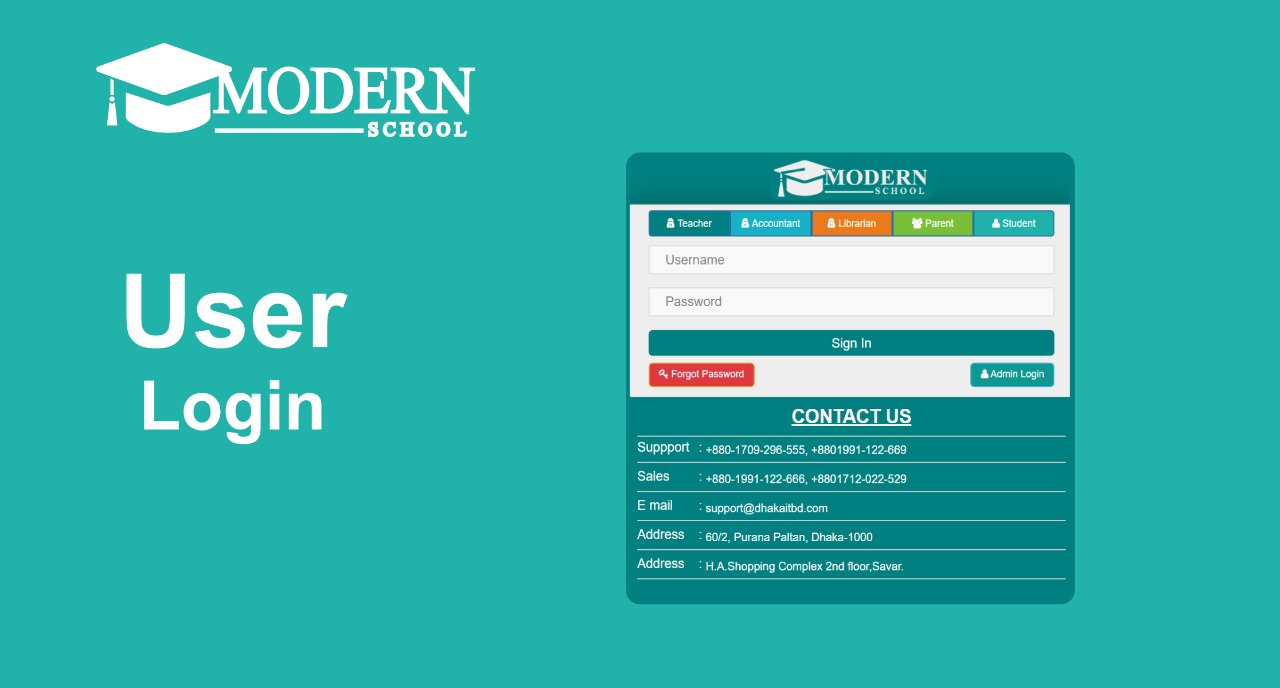 MODERN
SCHOOL
User
Login
MODERN
SCHOOL
Teacher Accountant Librarian Parent Student
Username
Password
Sign In
Forgot Password Admin Login
CONTACT US
Suppport : +880-1709-296-555, +8801991-122-669
Sales : +880-1991-122-666, +8801712-022-529
E mail : support@dhakaitbd.com
Address : 60/2, Purana Paltan, Dhaka-1000
Address : H.A.Shopping Complex 2nd floor,Savar.